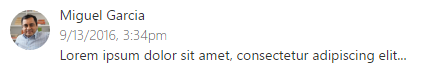 Miguel Garcia
9/13/2016, 3:34pm
Lorem ipsum dolor sit amet, consectetur adipiscing elit...